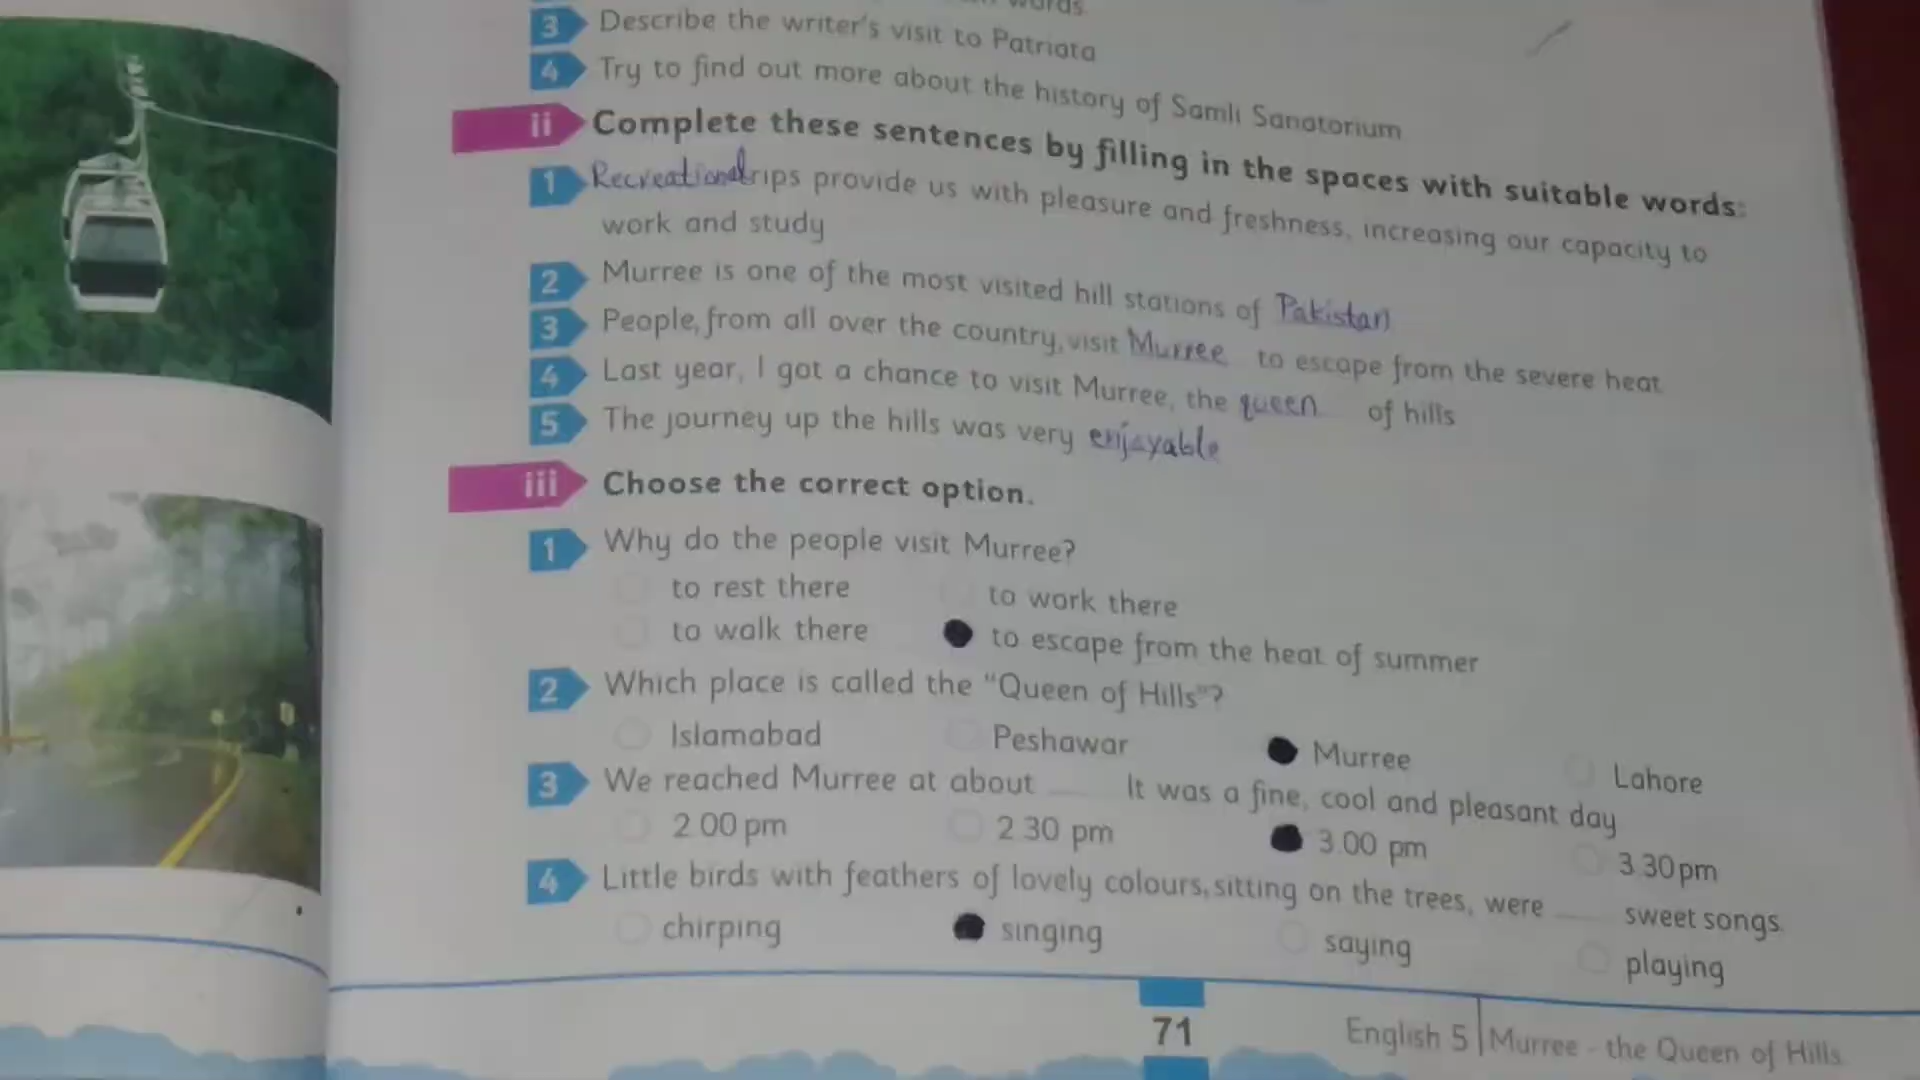 words
3 Describe the writer's visit to Patriata
4 Try to find out more about the history of Samli Sanatorium
ii Complete these sentences by filling in the spaces with suitable words:
1 Recreational trips provide us with pleasure and freshness, increasing our capacity to
work and study
2 Murree is one of the most visited hill stations of Pakistan
3 People, from all over the country, visit Murree to escape from the severe heat
4 Last year, I got a chance to visit Murree, the queen of hills
5 The journey up the hills was very enjoyable
iii Choose the correct option.
1 Why do the people visit Murree?
to rest there to work there
to walk there to escape from the heat of summer
2 Which place is called the "Queen of Hills"?
Islamabad Peshawar Murree Lahore
3 We reached Murree at about ____ It was a fine, cool and pleasant day
2.00 pm 2.30 pm 3.00 pm 3.30 pm
4 Little birds with feathers of lovely colours, sitting on the trees, were ____ sweet songs.
chirping singing saying playing
71 English 5 | Murree - the Queen of Hills